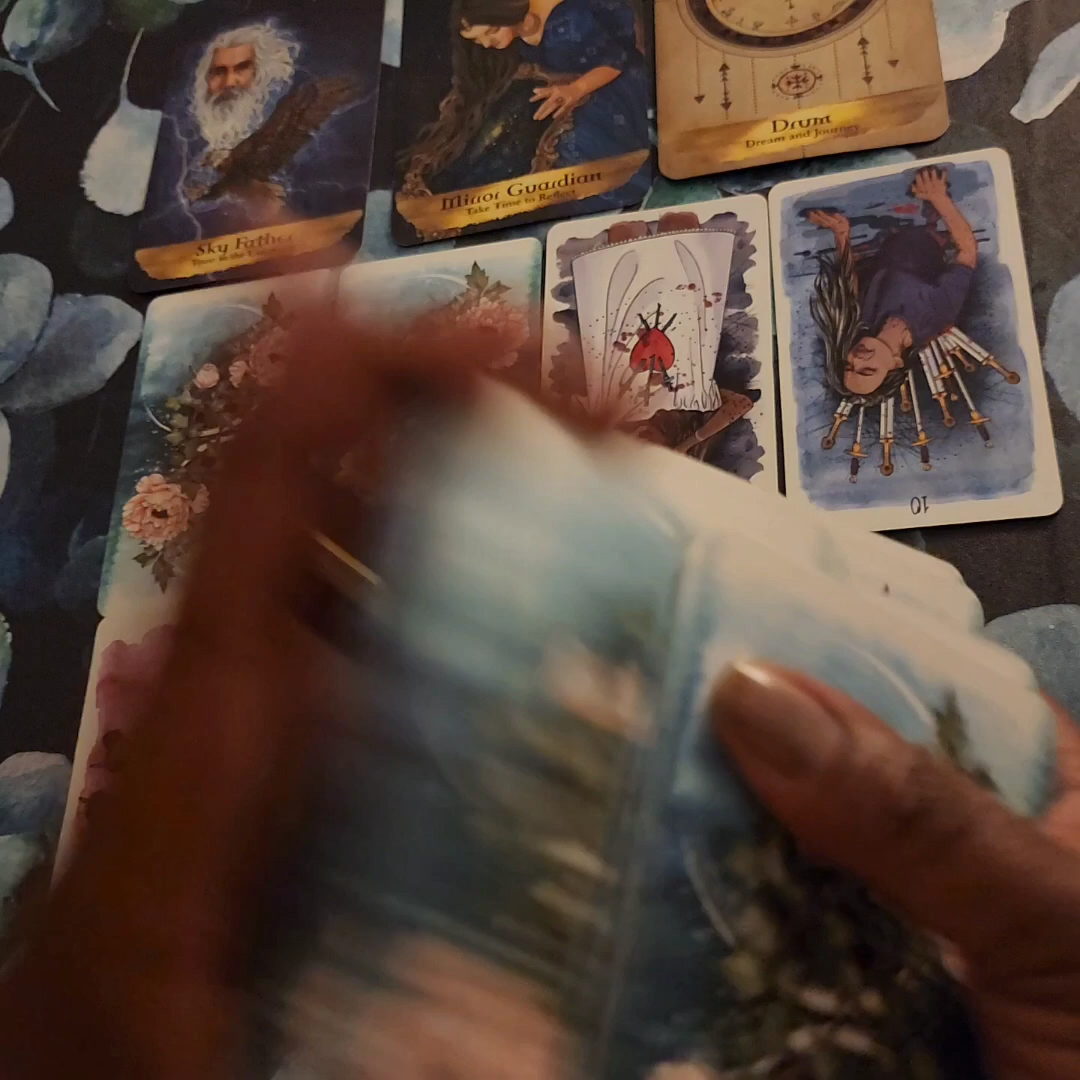 Sky Father
Mirror Guardian
Take Time to Reflect
Drum
Dream and Journey
10